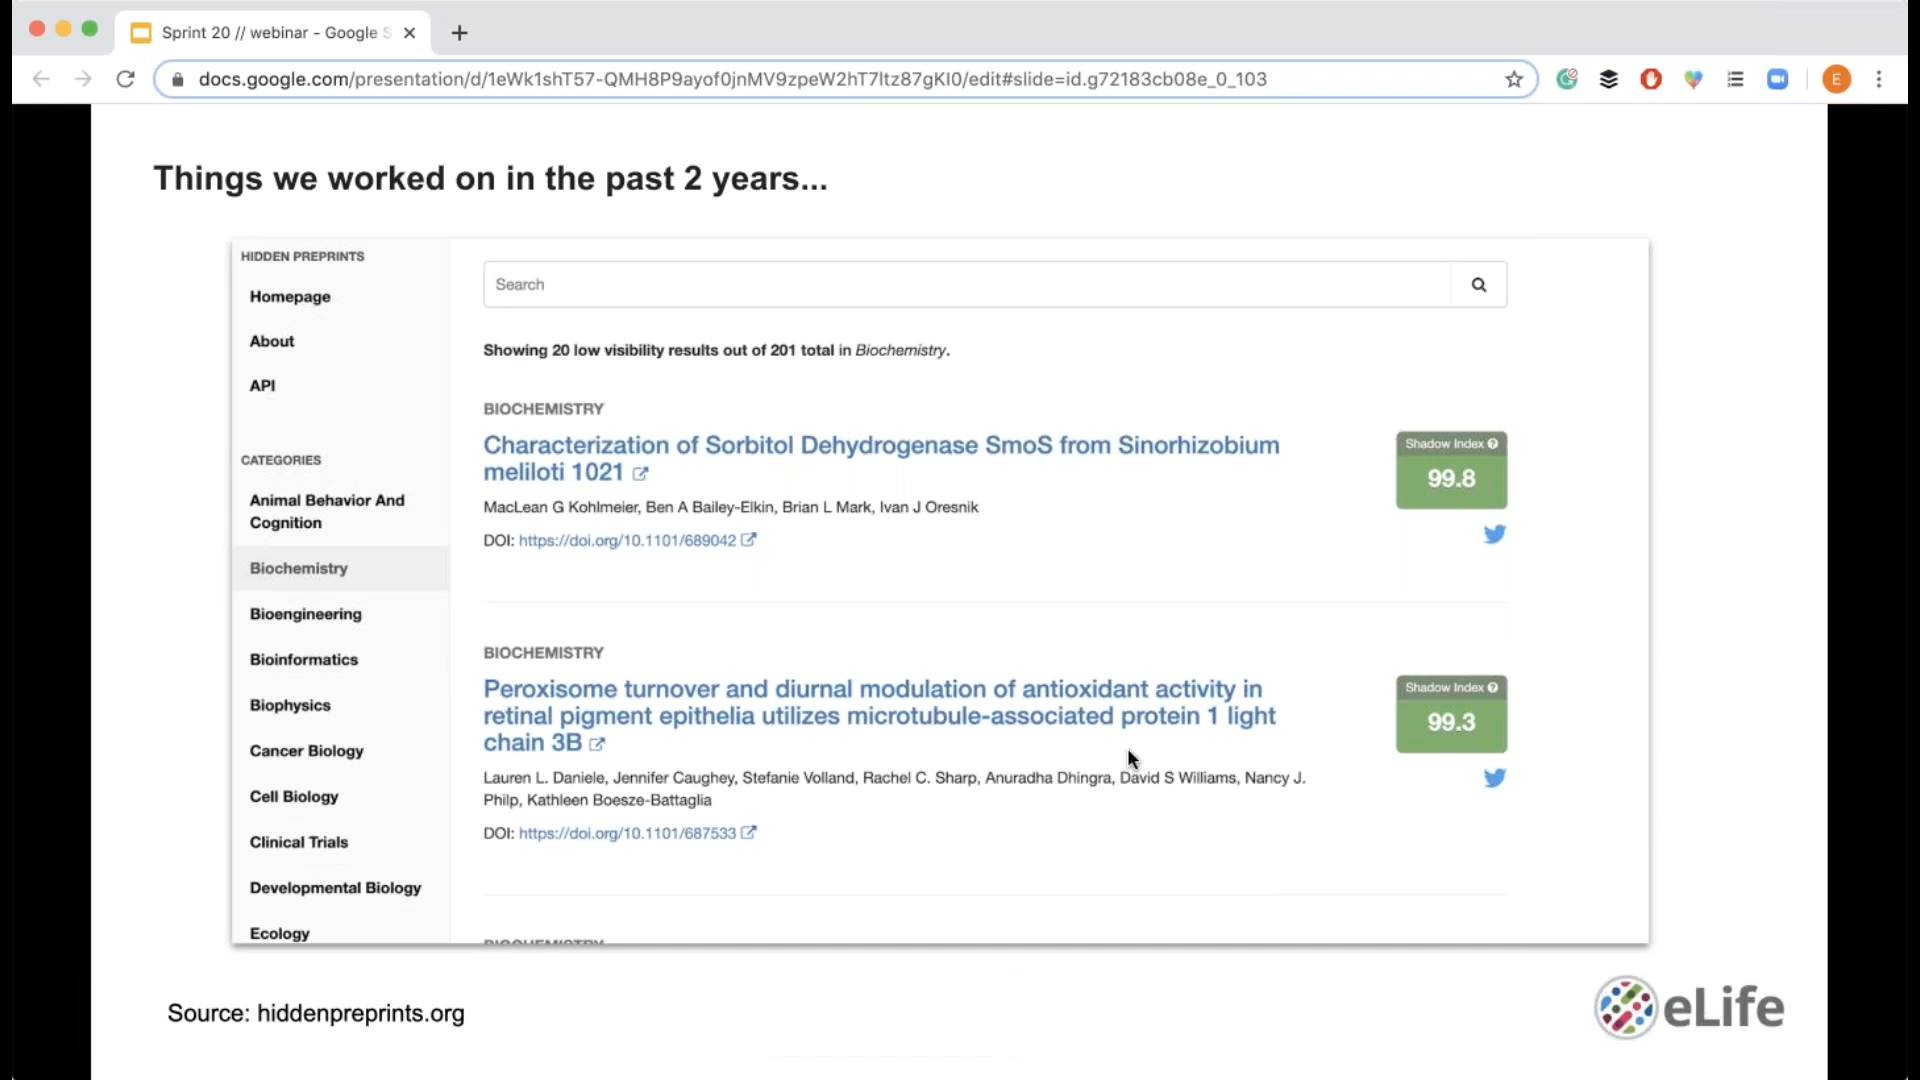 Sprint 20 // webinar - Google S
docs.google.com/presentation/d/1eWk1shT57-QMH8P9ayof0jnMV9zpeW2hT7ltz87gKI0/edit#slide=id.g72183cb08e_0_103
E
Things we worked on in the past 2 years...
HIDDEN PREPRINTS
Homepage
About
API
CATEGORIES
Animal Behavior And
Cognition
Biochemistry
Bioengineering
Bioinformatics
Biophysics
Cancer Biology
Cell Biology
Clinical Trials
Developmental Biology
Ecology
Search
Showing 20 low visibility results out of 201 total in Biochemistry.
BIOCHEMISTRY
Characterization of Sorbitol Dehydrogenase SmoS from Sinorhizobium
meliloti 1021
MacLean G Kohlmeier, Ben A Bailey-Elkin, Brian L Mark, Ivan J Oresnik
DOI: https://doi.org/10.1101/689042
Shadow Index
99.8
BIOCHEMISTRY
Peroxisome turnover and diurnal modulation of antioxidant activity in
retinal pigment epithelia utilizes microtubule-associated protein 1 light
chain 3B
Lauren L. Daniele, Jennifer Caughey, Stefanie Volland, Rachel C. Sharp, Anuradha Dhingra, David S Williams, Nancy J.
Philp, Kathleen Boesze-Battaglia
DOI: https://doi.org/10.1101/687533
Shadow Index
99.3
BIOCHEMISTRY
Source: hiddenpreprints.org
eLife